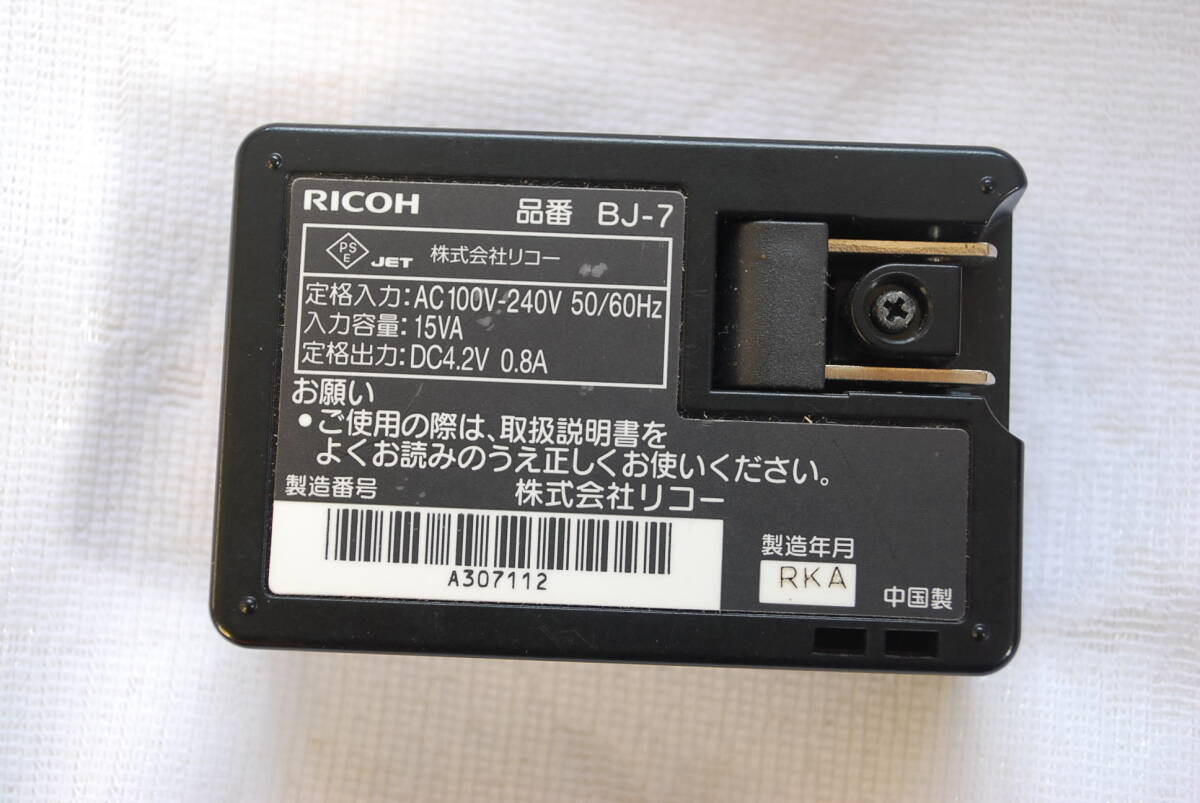 RICOH 品番 BJ-7
PS E JET 株式会社リコー
定格入力:AC100V-240V 50/60Hz
入力容量:15VA
定格出力:DC4.2V 0.8A
お願い
●ご使用の際は、取扱説明書を
よくお読みのうえ正しくお使いください。
製造番号 株式会社リコー
A307112
製造年月
RKA
中国製